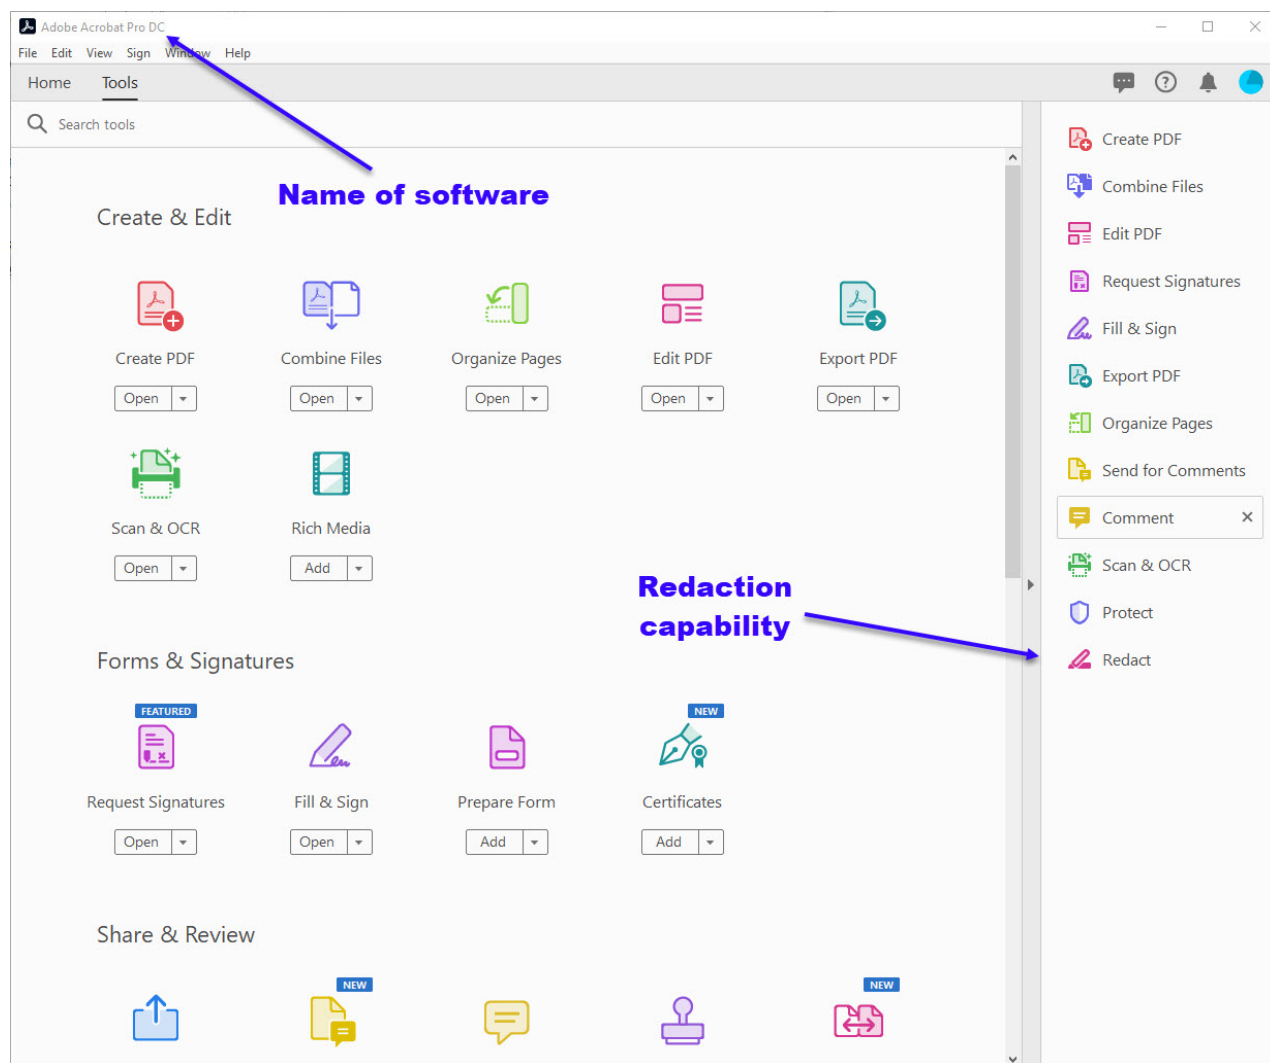 Adobe Acrobat Pro DC
File Edit View Sign Window Help
Home Tools
Search tools
Name of software
Create & Edit
Create PDF Combine Files Organize Pages Edit PDF Export PDF
Open Open Open Open Open
Scan & OCR Rich Media
Open Add
Redaction
capability
Forms & Signatures
FEATURED NEW
Request Signatures Fill & Sign Prepare Form Certificates
Open Open Add Add
Share & Review
NEW NEW
Create PDF
Combine Files
Edit PDF
Request Signatures
Fill & Sign
Export PDF
Organize Pages
Send for Comments
Comment
Scan & OCR
Protect
Redact